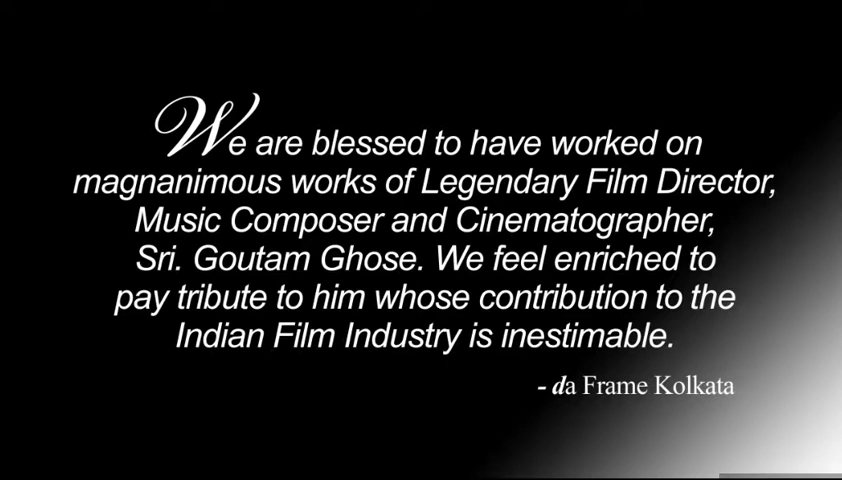 We are blessed to have worked on
magnanimous works of Legendary Film Director,
Music Composer and Cinematographer,
Sri. Goutam Ghose. We feel enriched to
pay tribute to him whose contribution to the
Indian Film Industry is inestimable.
- da Frame Kolkata